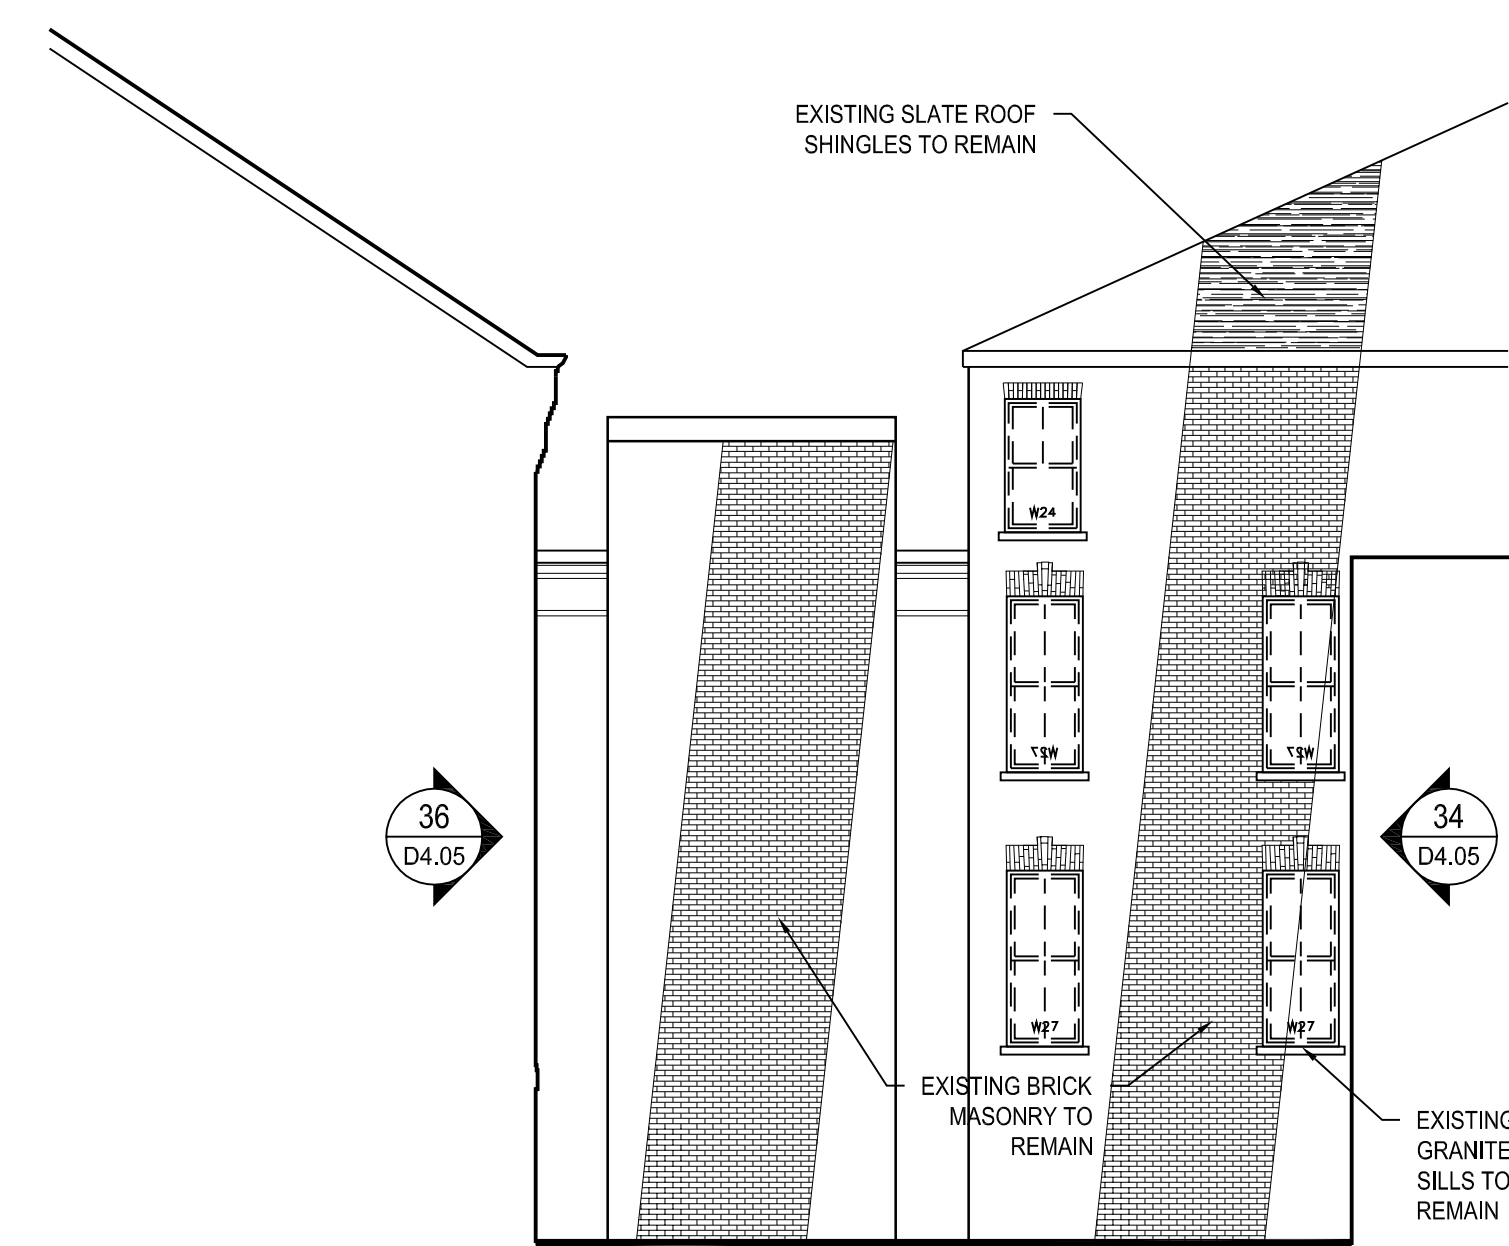 EXISTING SLATE ROOF
SHINGLES TO REMAIN
W24
W27
W27
36
D4.05
34
D4.05
W27
W27
EXISTING BRICK
MASONRY TO
REMAIN
EXISTING
GRANITE
SILLS TO
REMAIN